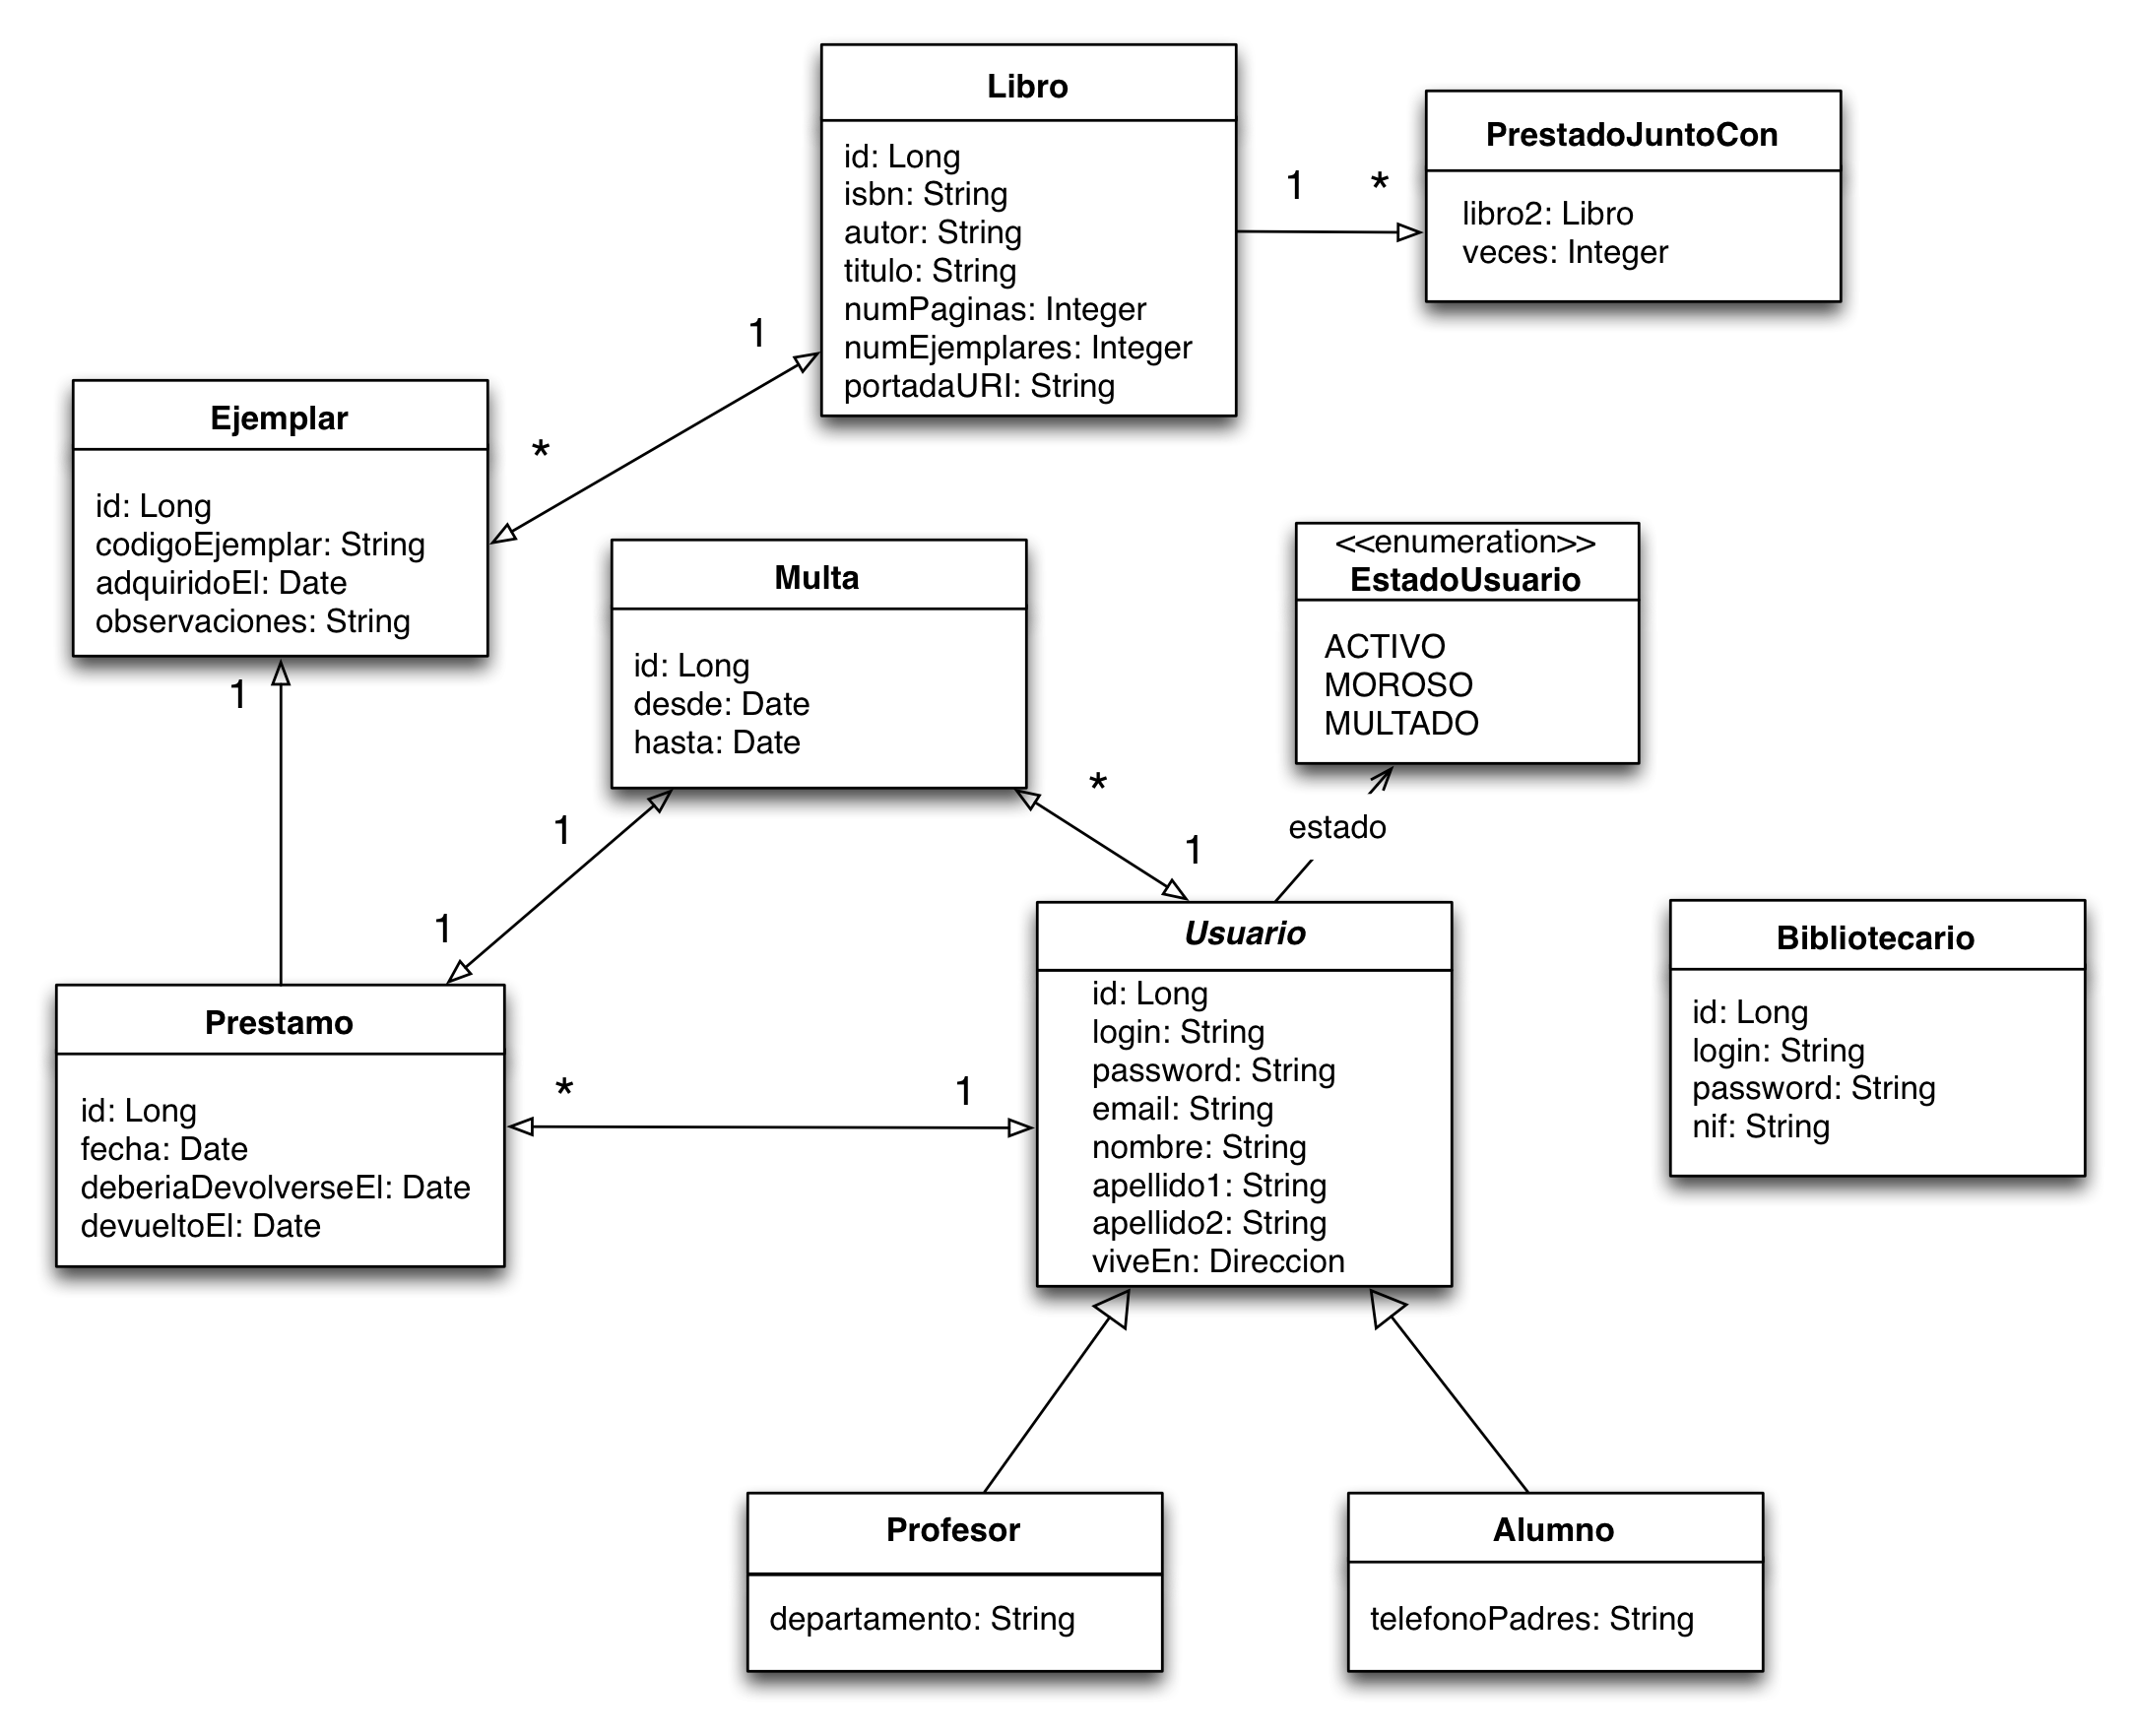 Libro
id: Long
isbn: String
autor: String
titulo: String
numPaginas: Integer
numEjemplares: Integer
portadaURI: String
1
*
PrestadoJuntoCon
libro2: Libro
veces: Integer
1
*
Ejemplar
id: Long
codigoEjemplar: String
adquiridoEl: Date
observaciones: String
Multa
id: Long
desde: Date
hasta: Date
<<enumeration>>
EstadoUsuario
ACTIVO
MOROSO
MULTADO
1
1
1
*
1
estado
Prestamo
id: Long
fecha: Date
deberiaDevolverseEl: Date
devueltoEl: Date
*
1
Usuario
id: Long
login: String
password: String
email: String
nombre: String
apellido1: String
apellido2: String
viveEn: Direccion
Bibliotecario
id: Long
login: String
password: String
nif: String
Profesor
departamento: String
Alumno
telefonoPadres: String